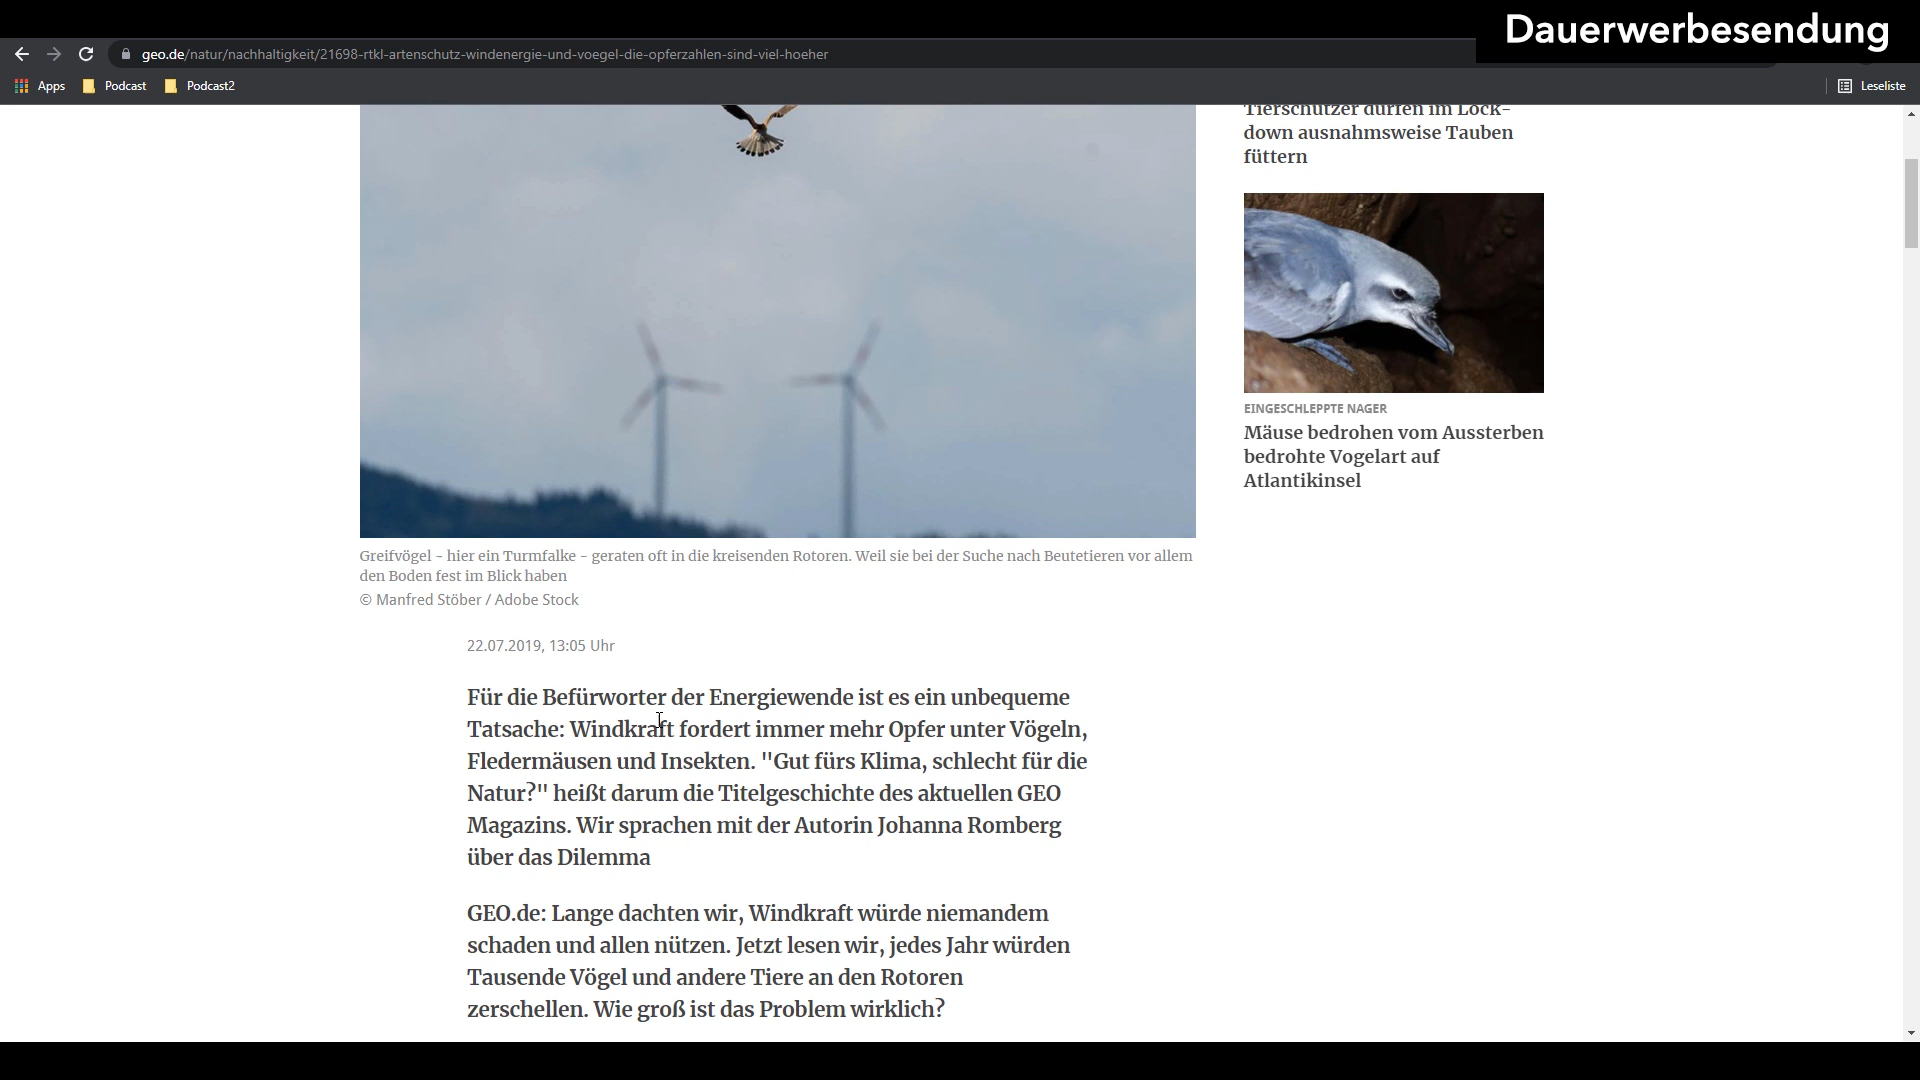 Dauerwerbesendung
geo.de/natur/nachhaltigkeit/21698-rtkl-artenschutz-windenergie-und-voegel-die-opferzahlen-sind-viel-hoeher
Apps
Podcast
Podcast2
Leseliste
Tierschützer dürfen im Lock-
down ausnahmsweise Tauben
füttern
EINGESCHLEPPTE NAGER
Mäuse bedrohen vom Aussterben
bedrohte Vogelart auf
Atlantikinsel
Greifvögel - hier ein Turmfalke - geraten oft in die kreisenden Rotoren. Weil sie bei der Suche nach Beutetieren vor allem
den Boden fest im Blick haben
© Manfred Stöber / Adobe Stock
22.07.2019, 13:05 Uhr
Für die Befürworter der Energiewende ist es ein unbequeme
Tatsache: Windkraft fordert immer mehr Opfer unter Vögeln,
Fledermäusen und Insekten. "Gut fürs Klima, schlecht für die
Natur?" heißt darum die Titelgeschichte des aktuellen GEO
Magazins. Wir sprachen mit der Autorin Johanna Romberg
über das Dilemma
GEO.de: Lange dachten wir, Windkraft würde niemandem
schaden und allen nützen. Jetzt lesen wir, jedes Jahr würden
Tausende Vögel und andere Tiere an den Rotoren
zerschellen. Wie groß ist das Problem wirklich?